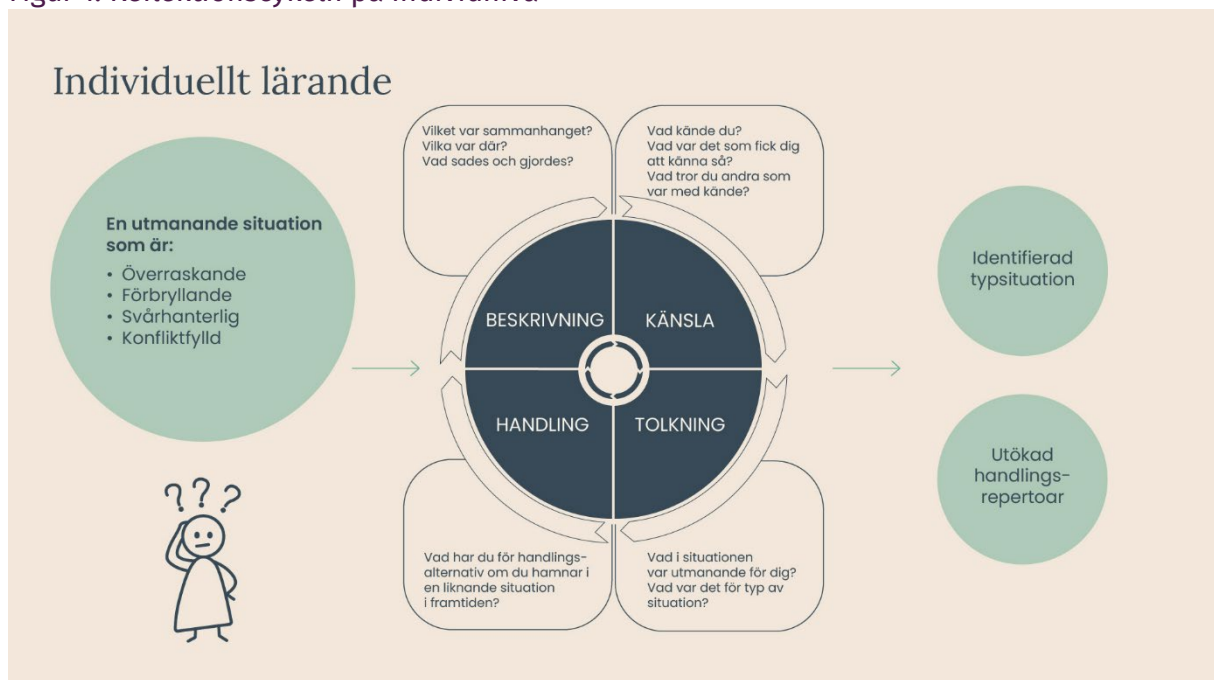 Individuellt lärande
En utmanande situation
som är:
• Överraskande
• Förbryllande
• Svårhanterlig
• Konfliktfylld
???
Vilket var sammanhanget?
Vilka var där?
Vad sades och gjordes?
Vad kände du?
Vad var det som fick dig
att känna så?
Vad tror du andra som
var med kände?
BESKRIVNING
KÄNSLA
HANDLING
TOLKNING
Vad har du för handlings-
alternativ om du hamnar i
en liknande situation
i framtiden?
Vad i situationen
var utmanande för dig?
Vad var det för typ av
situation?
Identifierad
typsituation
Utökad
handlings-
repertoar